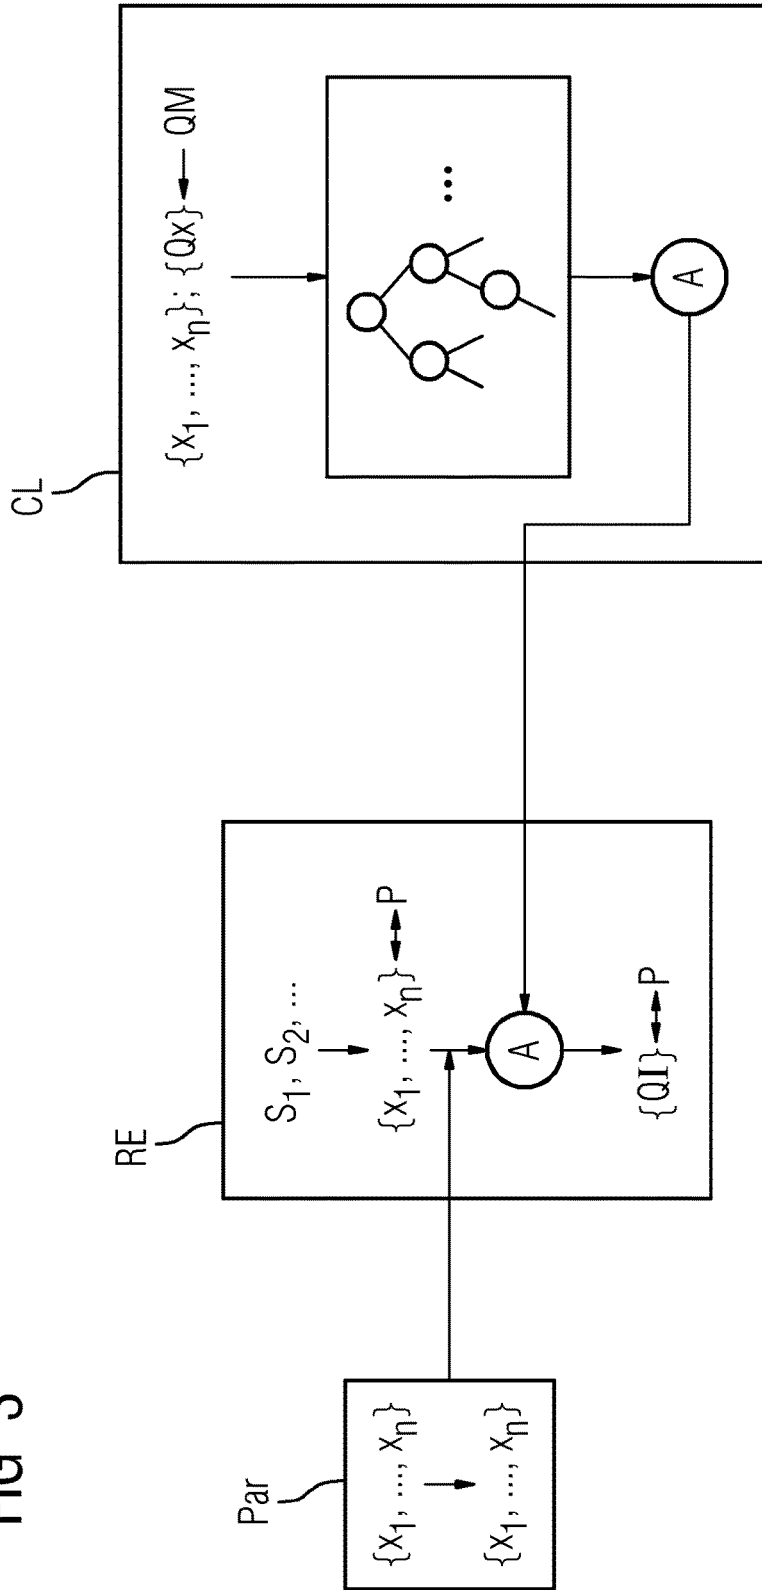 FIG 3
Par
{x₁, ..., xₙ}
{x₁, ..., xₙ}
RE
S₁, S₂, ...
{x₁, ..., xₙ} P
A
{QI} P
CL
{x₁, ..., xₙ}; {Qx} QM
...
A